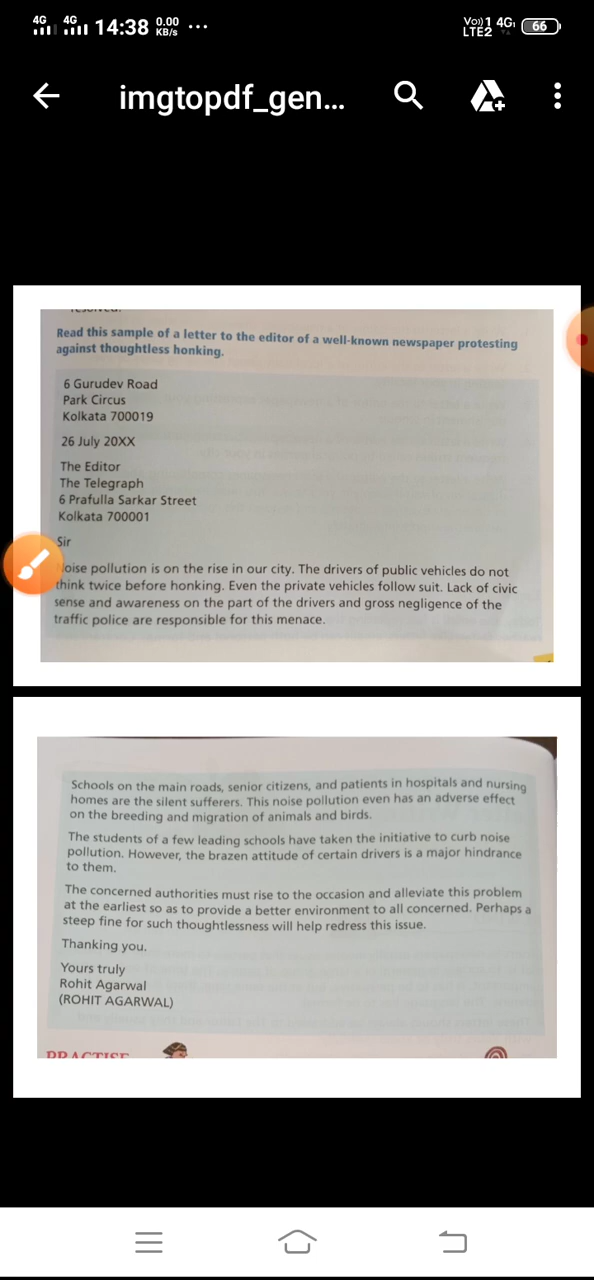 4G 4G 14:38 0.00 KB/s ... Vo)) 1 4G LTE2 66
imgtopdf_gen...
Read this sample of a letter to the editor of a well-known newspaper protesting
against thoughtless honking.
6 Gurudev Road
Park Circus
Kolkata 700019
26 July 20XX
The Editor
The Telegraph
6 Prafulla Sarkar Street
Kolkata 700001
Sir
oise pollution is on the rise in our city. The drivers of public vehicles do not
think twice before honking. Even the private vehicles follow suit. Lack of civic
sense and awareness on the part of the drivers and gross negligence of the
traffic police are responsible for this menace.
Schools on the main roads, senior citizens, and patients in hospitals and nursing
homes are the silent sufferers. This noise pollution even has an adverse effect
on the breeding and migration of animals and birds.
The students of a few leading schools have taken the initiative to curb noise
pollution. However, the brazen attitude of certain drivers is a major hindrance
to them.
The concerned authorities must rise to the occasion and alleviate this problem
at the earliest so as to provide a better environment to all concerned. Perhaps a
steep fine for such thoughtlessness will help redress this issue.
Thanking you.
Yours truly
Rohit Agarwal
(ROHIT AGARWAL)
PRACTISE